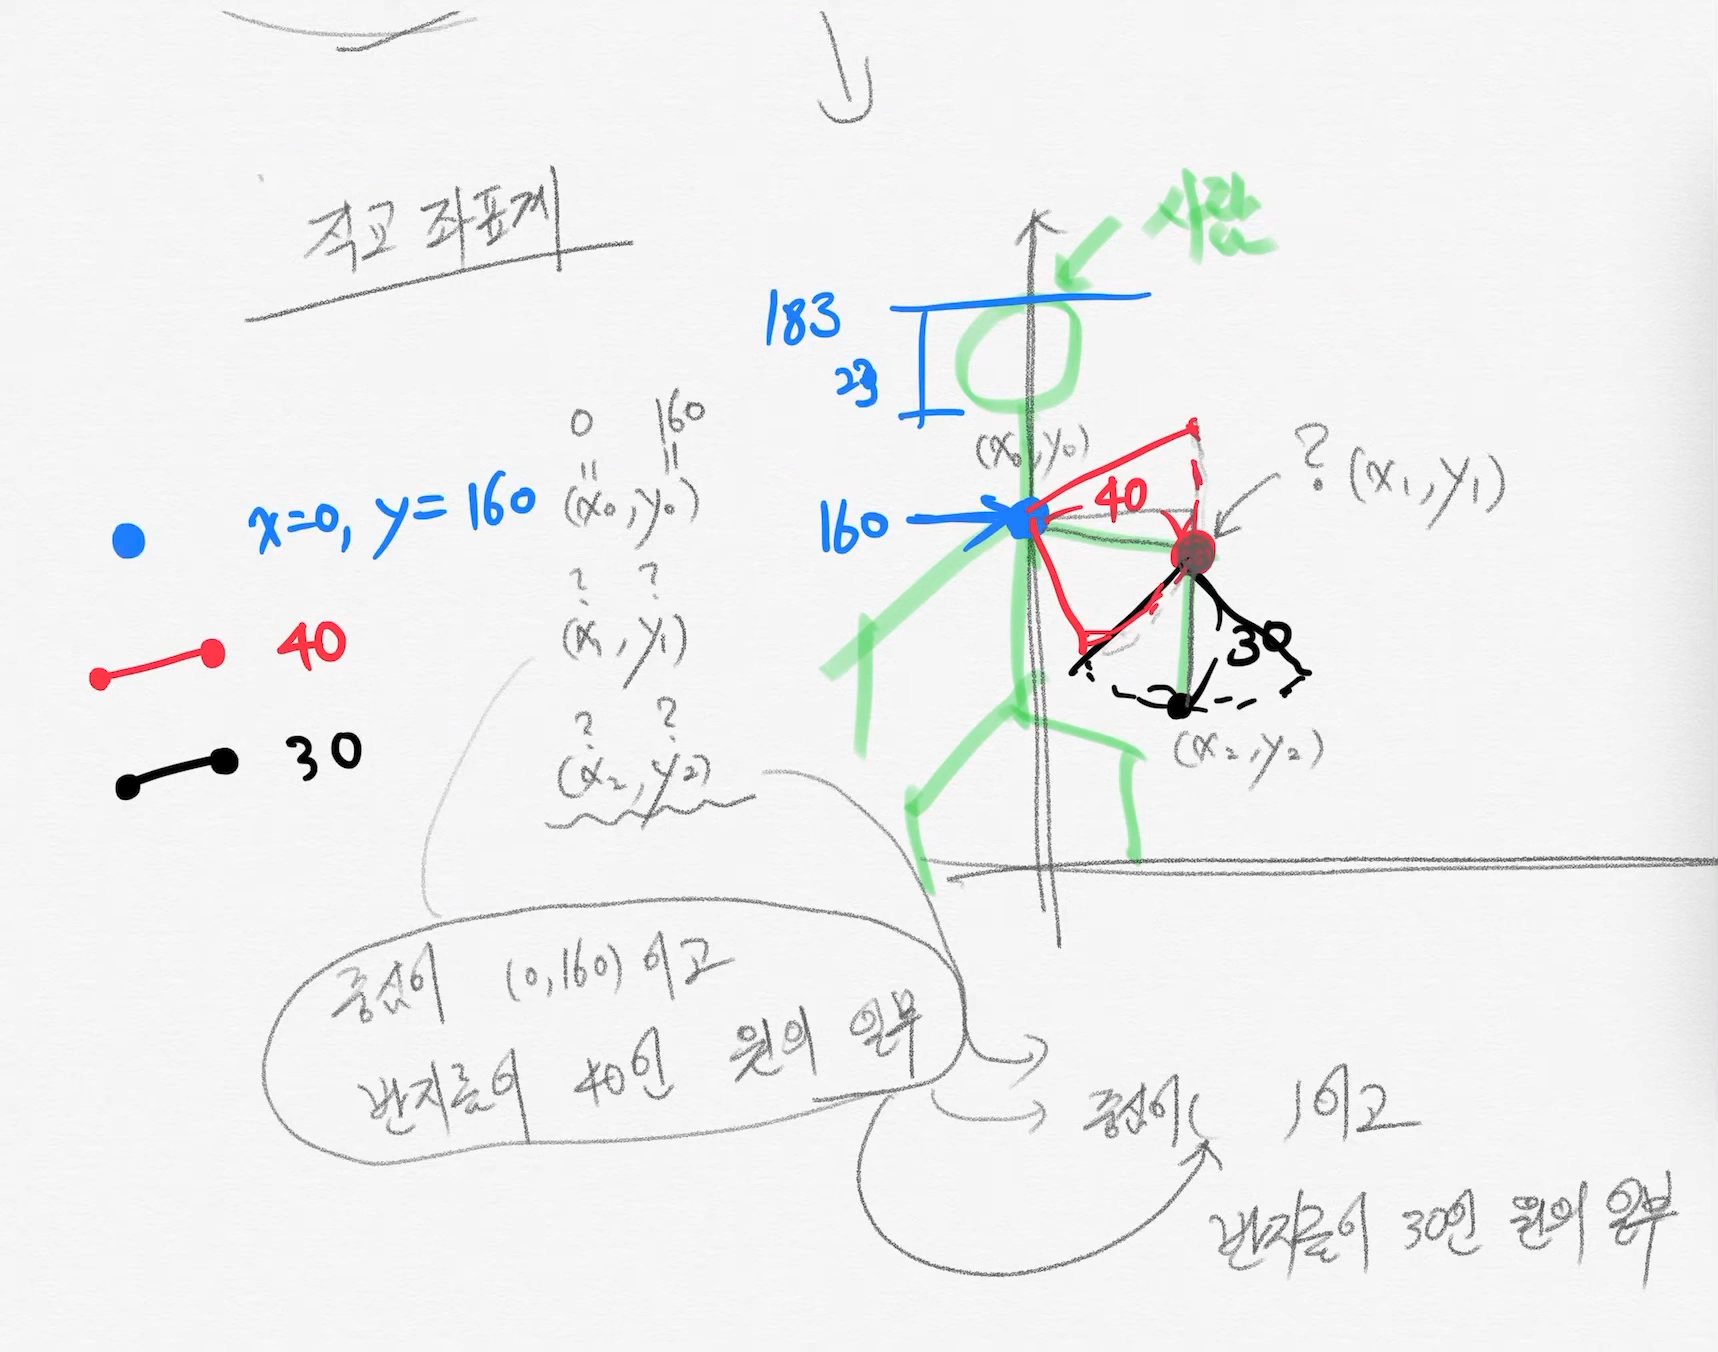 직교 좌표계
사람
183
23
0 160
" "
x=0, y=160
(x₀, y₀)
(x₀, y₀)
160
40
? (x₁, y₁)
? ?
(x₁, y₁)
40
30
? ?
(x₂, y₂)
30
(x₂, y₂)
중심이 (0,160) 이고
반지름이 40인 원의 일부
중심이 ( ) 이고
반지름이 30인 원의 일부